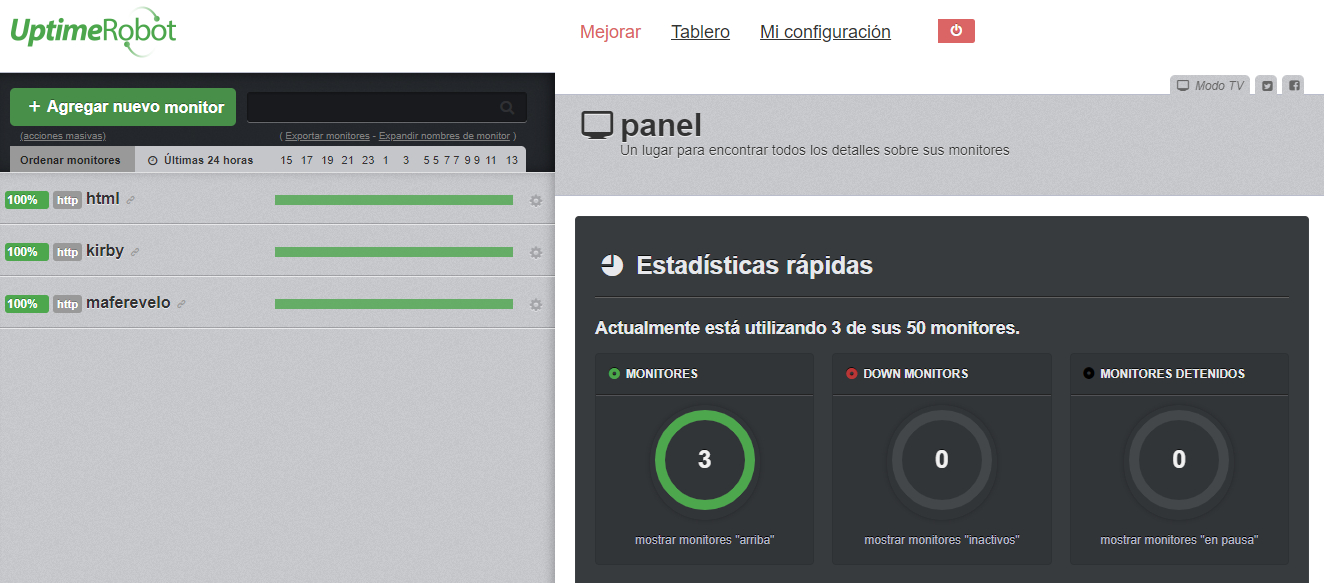 UptimeRobot
Mejorar Tablero Mi configuración
+ Agregar nuevo monitor
(acciones masivas) ( Exportar monitores - Expandir nombres de monitor )
Ordenar monitores Últimas 24 horas 15 17 19 21 23 1 3 5 5 7 7 9 9 11 13
100% http html
100% http kirby
100% http maferevelo
Modo TV
panel
Un lugar para encontrar todos los detalles sobre sus monitores
Estadísticas rápidas
Actualmente está utilizando 3 de sus 50 monitores.
MONITORES DOWN MONITORS MONITORES DETENIDOS
3 0 0
mostrar monitores "arriba" mostrar monitores "inactivos" mostrar monitores "en pausa"